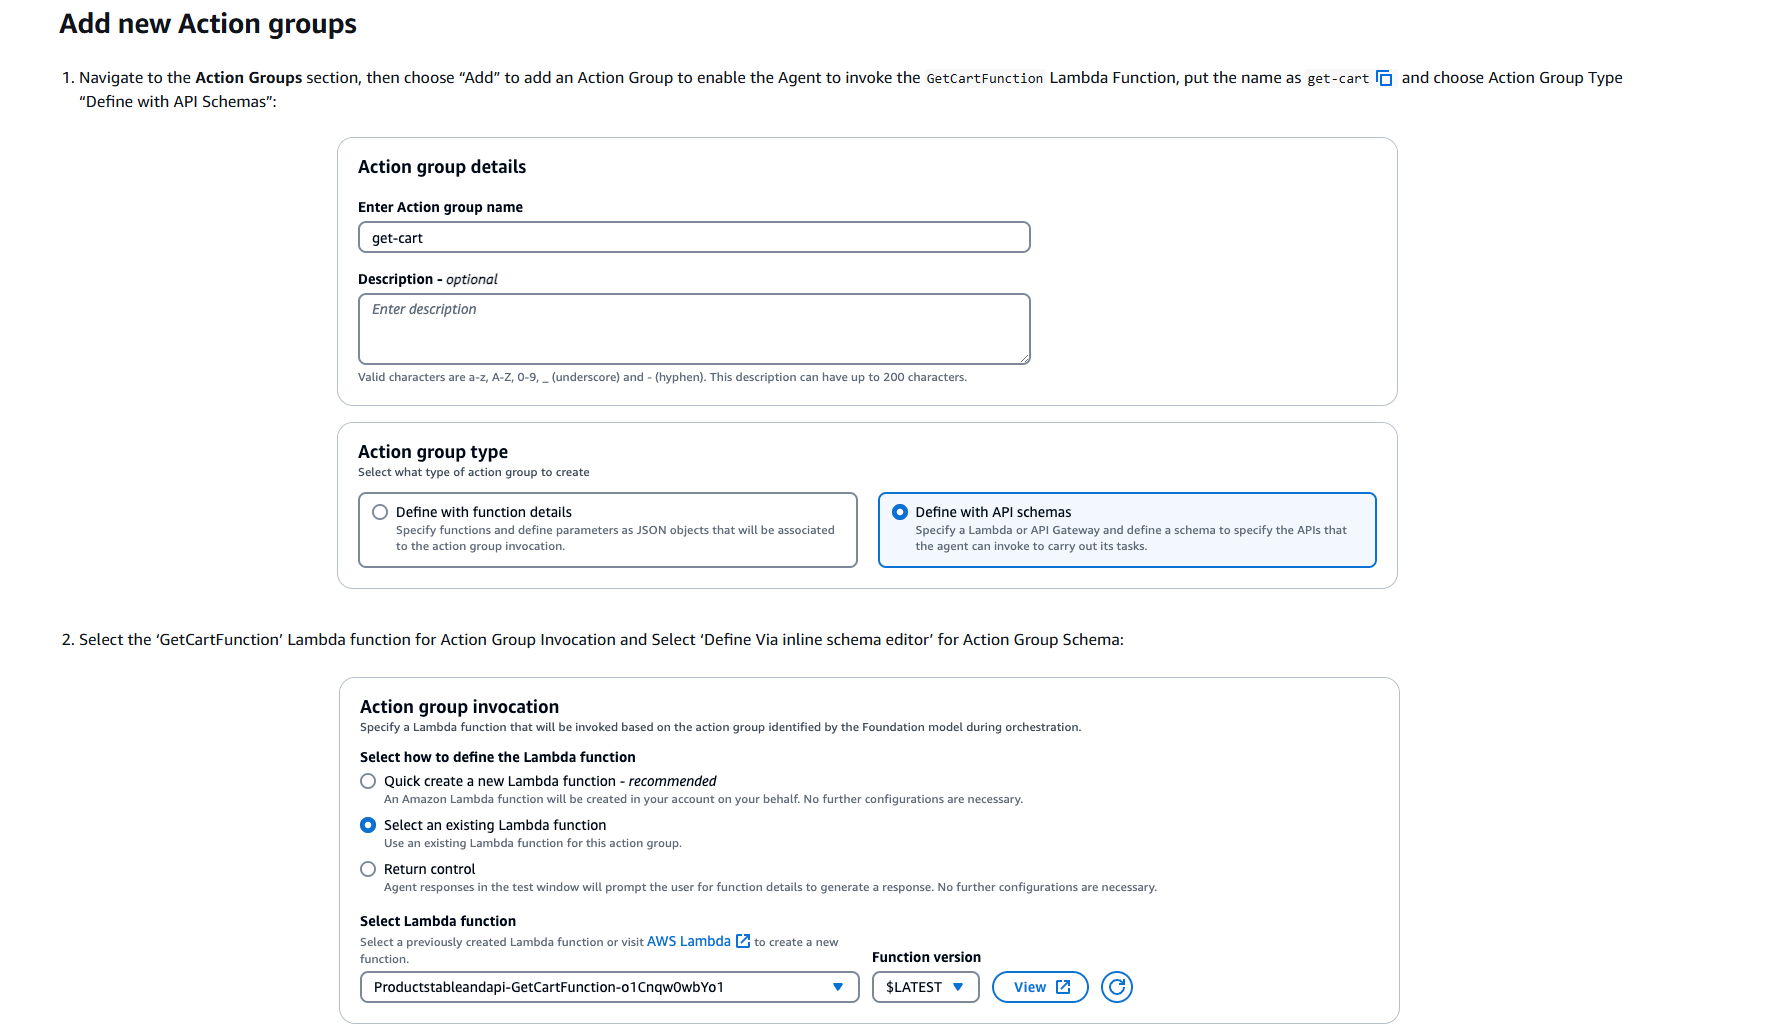 Add new Action groups
1. Navigate to the Action Groups section, then choose “Add” to add an Action Group to enable the Agent to invoke the GetCartFunction Lambda Function, put the name as get-cart and choose Action Group Type
“Define with API Schemas”:
Action group details
Enter Action group name
get-cart
Description - optional
Enter description
Valid characters are a-z, A-Z, 0-9, _ (underscore) and - (hyphen). This description can have up to 200 characters.
Action group type
Select what type of action group to create
Define with function details
Specify functions and define parameters as JSON objects that will be associated
to the action group invocation.
Define with API schemas
Specify a Lambda or API Gateway and define a schema to specify the APIs that
the agent can invoke to carry out its tasks.
2. Select the ‘GetCartFunction’ Lambda function for Action Group Invocation and Select ‘Define Via inline schema editor’ for Action Group Schema:
Action group invocation
Specify a Lambda function that will be invoked based on the action group identified by the Foundation model during orchestration.
Select how to define the Lambda function
Quick create a new Lambda function - recommended
An Amazon Lambda function will be created in your account on your behalf. No further configurations are necessary.
Select an existing Lambda function
Use an existing Lambda function for this action group.
Return control
Agent responses in the test window will prompt the user for function details to generate a response. No further configurations are necessary.
Select Lambda function
Select a previously created Lambda function or visit AWS Lambda to create a new
function.
Function version
Productstableandapi-GetCartFunction-o1Cnqw0wbYo1
$LATEST
View